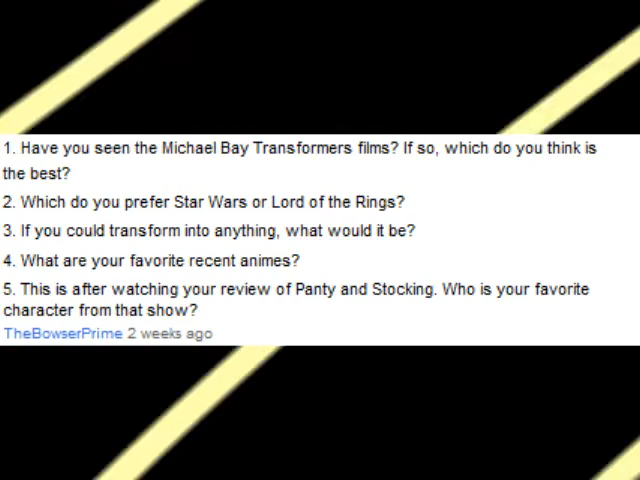 1. Have you seen the Michael Bay Transformers films? If so, which do you think is
the best?
2. Which do you prefer Star Wars or Lord of the Rings?
3. If you could transform into anything, what would it be?
4. What are your favorite recent animes?
5. This is after watching your review of Panty and Stocking. Who is your favorite
character from that show?
TheBowserPrime 2 weeks ago